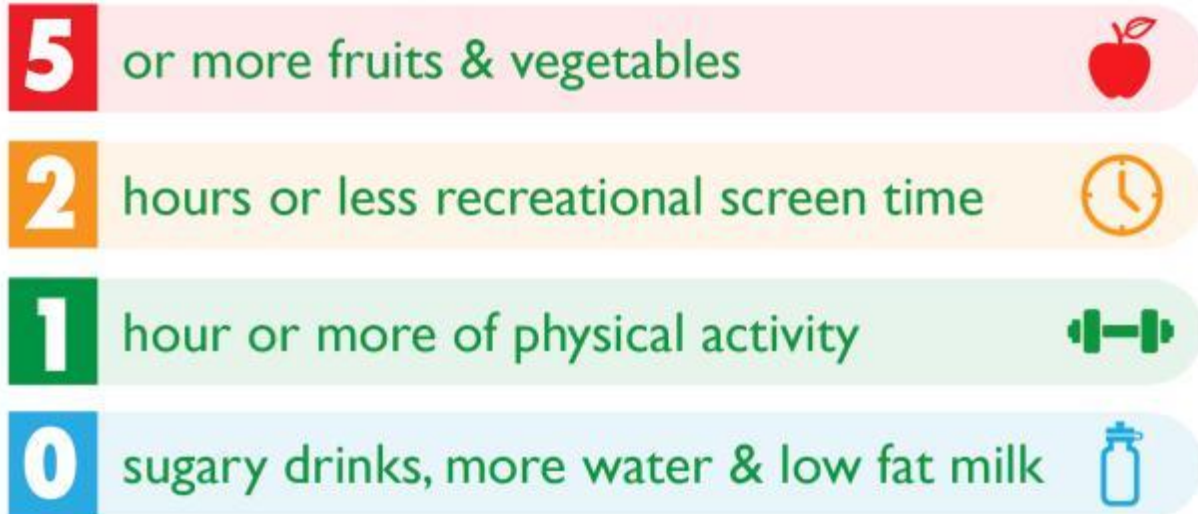 5 or more fruits & vegetables
2 hours or less recreational screen time
1 hour or more of physical activity
0 sugary drinks, more water & low fat milk